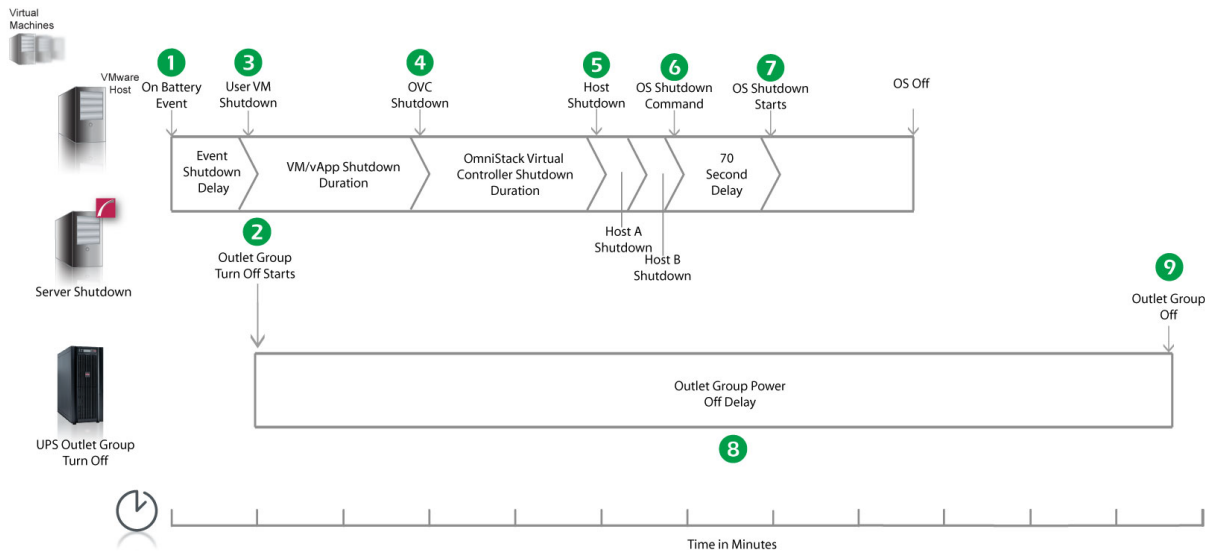 Virtual
Machines
VMware
Host
1
On Battery
Event
3
User VM
Shutdown
4
OVC
Shutdown
5
Host
Shutdown
6
OS Shutdown
Command
7
OS Shutdown
Starts
OS Off
Event
Shutdown
Delay
VM/vApp Shutdown
Duration
OmniStack Virtual
Controller Shutdown
Duration
70
Second
Delay
Host A
Shutdown
Host B
Shutdown
Server Shutdown
2
Outlet Group
Turn Off Starts
9
Outlet Group
Off
Outlet Group Power
Off Delay
8
UPS Outlet Group
Turn Off
Time in Minutes